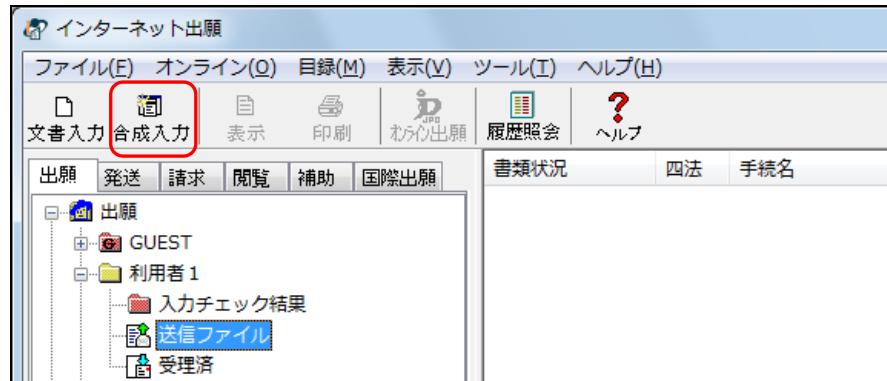 インターネット出願
ファイル(F) オンライン(O) 目録(M) 表示(V) ツール(T) ヘルプ(H)
文書入力 合成入力 表示 印刷 オンライン出願 履歴照会 ヘルプ
出願 発送 請求 閲覧 補助 国際出願
書類状況 四法 手続名
出願
GUEST
利用者1
入力チェック結果
送信ファイル
受理済